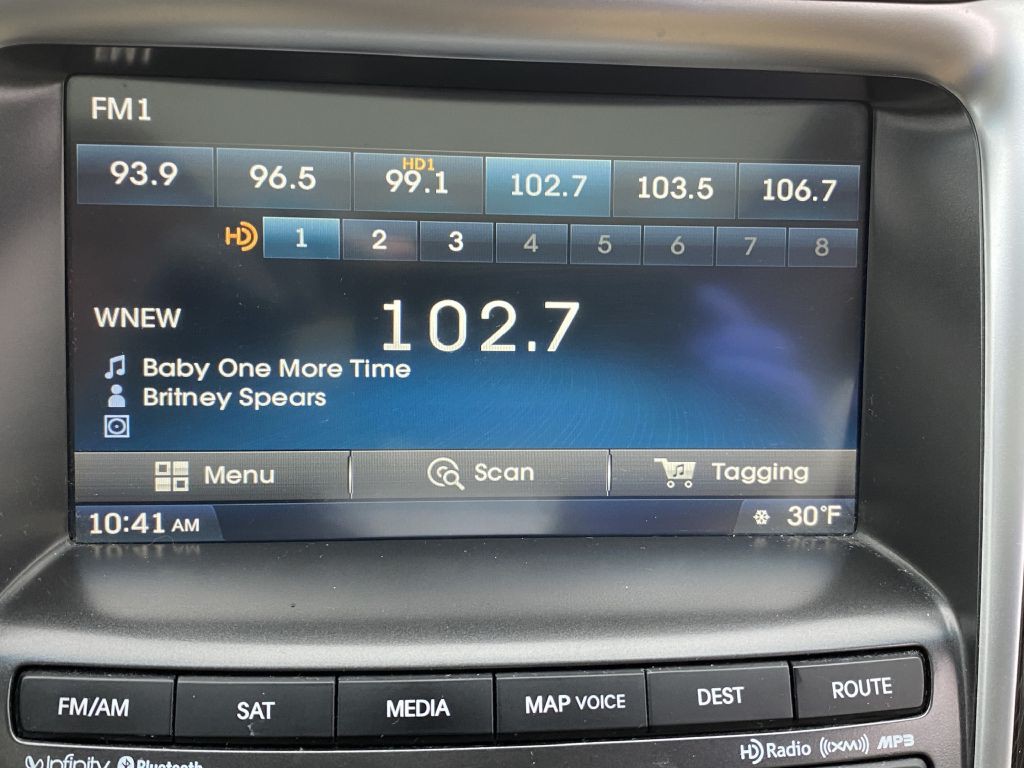 FM1
93.9 96.5 HD1 99.1 102.7 103.5 106.7
HD 1 2 3 4 5 6 7 8
WNEW 102.7
Baby One More Time
Britney Spears
Menu Scan Tagging
10:41 AM 30°F
FM/AM SAT MEDIA MAP VOICE DEST ROUTE
HD Radio ((XM)) MP3
Infinity Bluetooth